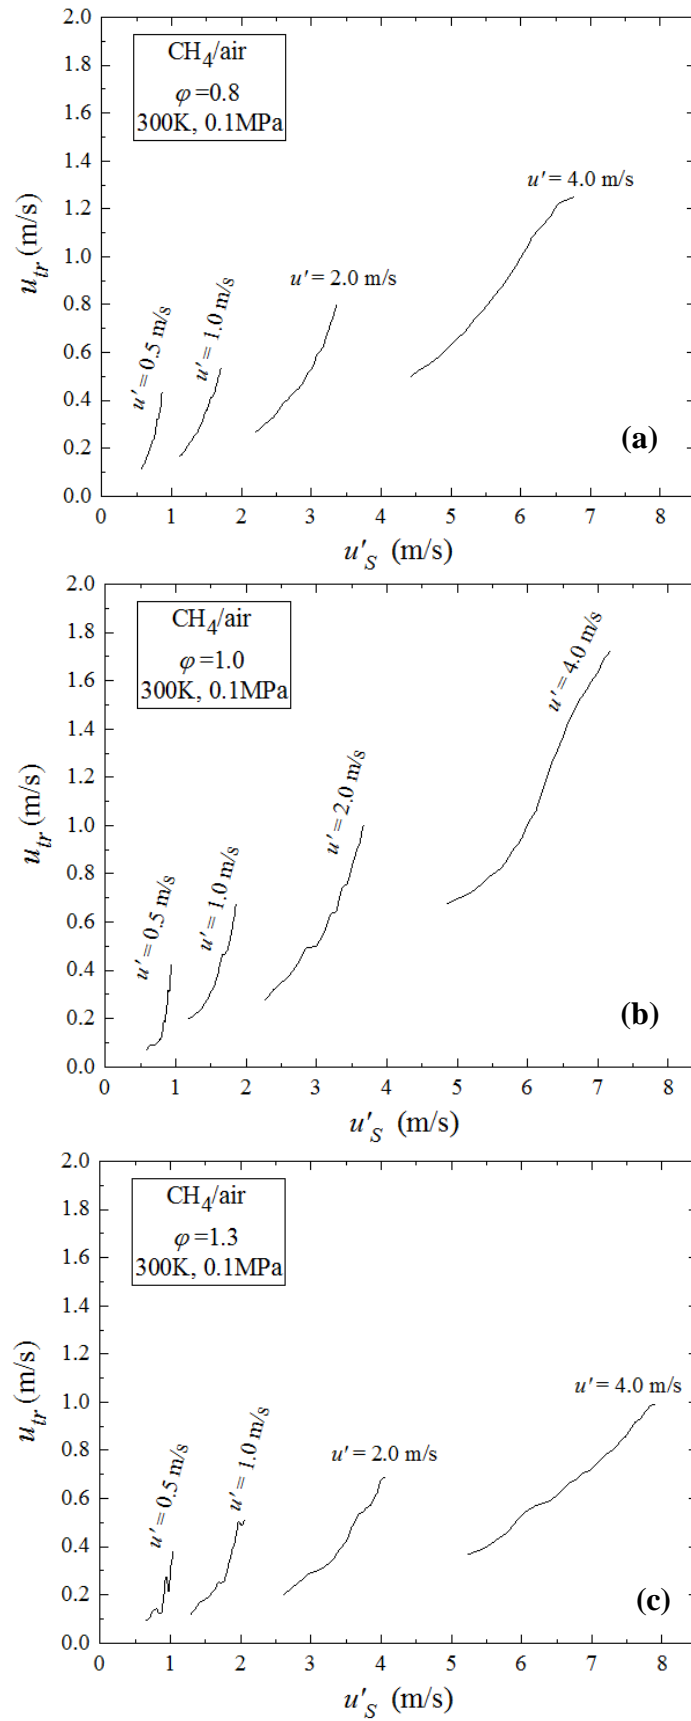 2.0
1.8
1.6
1.4
1.2
1.0
0.8
0.6
0.4
0.2
0.0
u_tr (m/s)
CH4/air
φ=0.8
300K, 0.1MPa
u' = 0.5 m/s
u' = 1.0 m/s
u' = 2.0 m/s
u' = 4.0 m/s
(a)
0 1 2 3 4 5 6 7 8
u'_S (m/s)
2.0
1.8
1.6
1.4
1.2
1.0
0.8
0.6
0.4
0.2
0.0
u_tr (m/s)
CH4/air
φ=1.0
300K, 0.1MPa
u' = 0.5 m/s
u' = 1.0 m/s
u' = 2.0 m/s
u' = 4.0 m/s
(b)
0 1 2 3 4 5 6 7 8
u'_S (m/s)
2.0
1.8
1.6
1.4
1.2
1.0
0.8
0.6
0.4
0.2
0.0
u_tr (m/s)
CH4/air
φ=1.3
300K, 0.1MPa
u' = 0.5 m/s
u' = 1.0 m/s
u' = 2.0 m/s
u' = 4.0 m/s
(c)
0 1 2 3 4 5 6 7 8
u'_S (m/s)